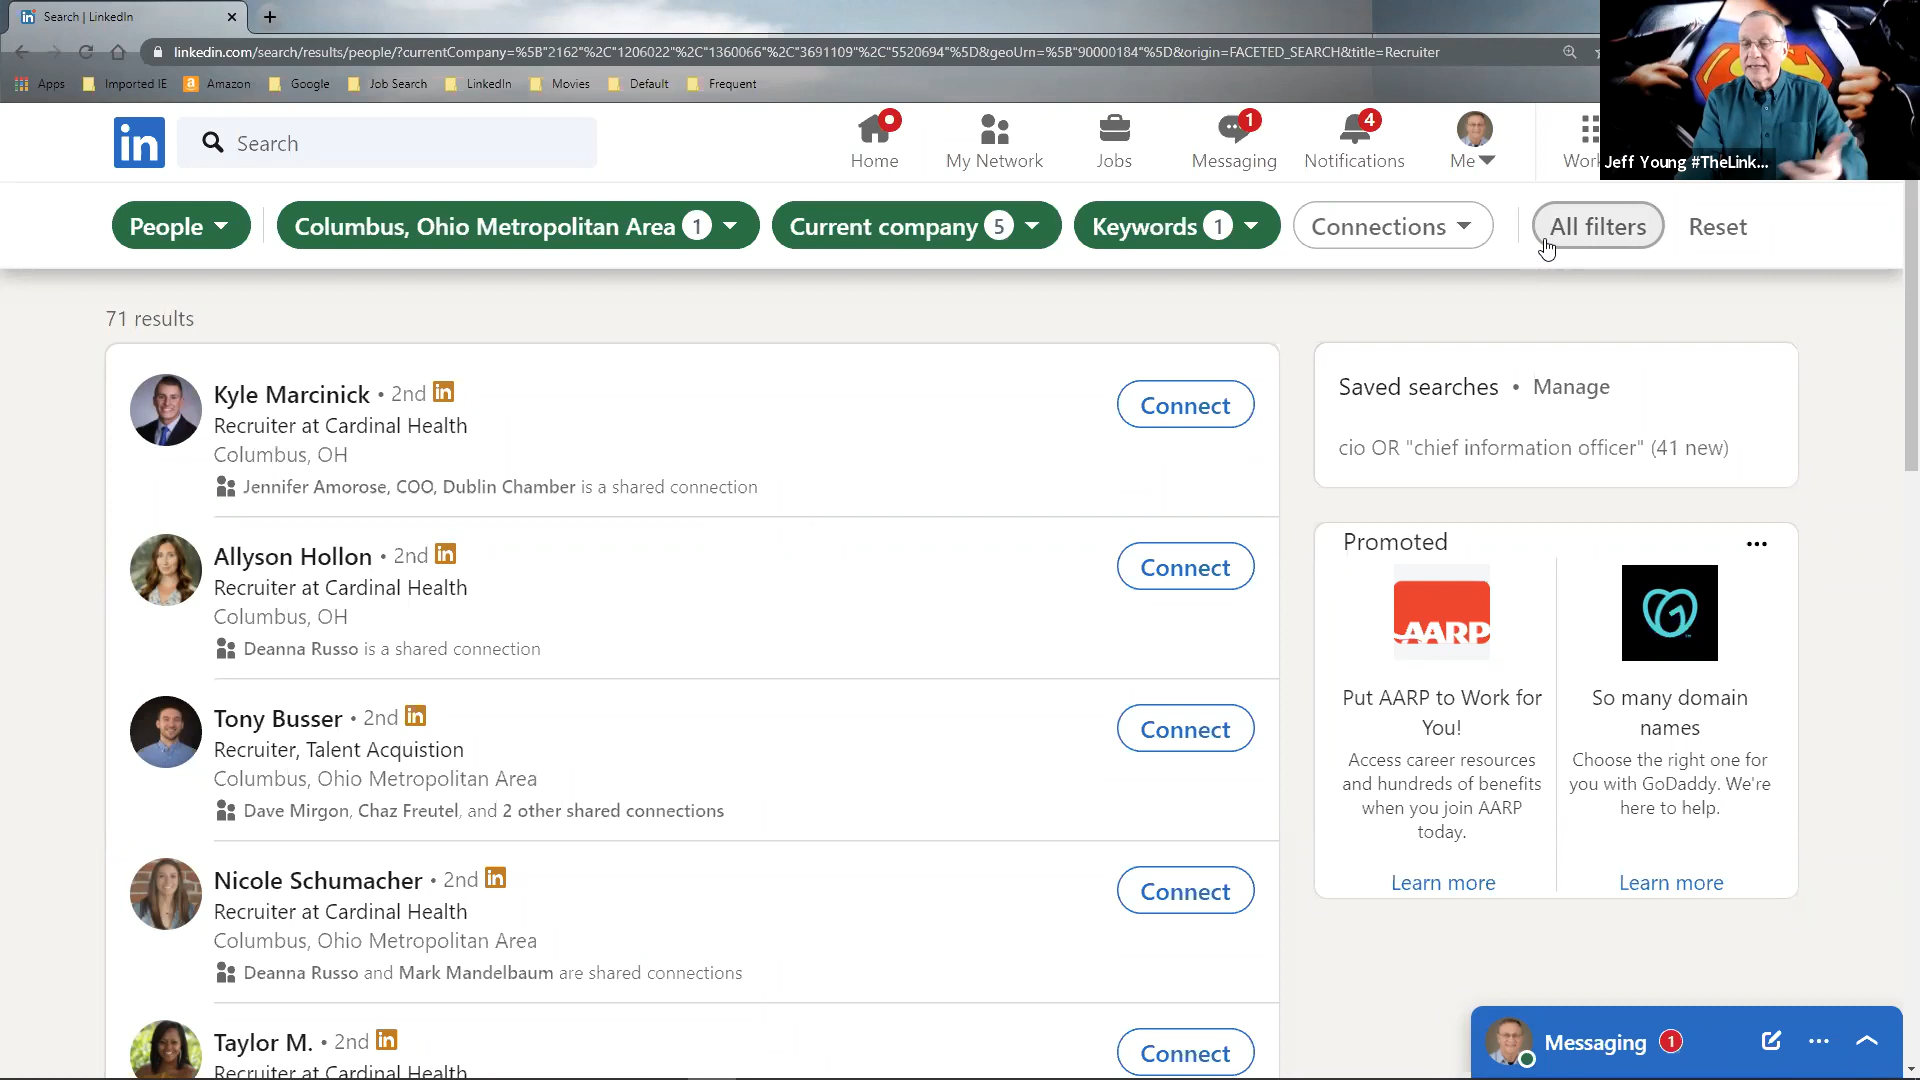 Search | LinkedIn
linkedin.com/search/results/people/?currentCompany=%5B"2162"%2C"1206022"%2C"1360066"%2C"3691109"%2C"5520694"%5D&geoUrn=%5B"90000184"%5D&origin=FACETED_SEARCH&title=Recruiter
Apps Imported IE Amazon Google Job Search LinkedIn Movies Default Frequent
in Search
Home My Network Jobs Messaging 1 Notifications 4 Me
Jeff Young #TheLink...
People Columbus, Ohio Metropolitan Area 1 Current company 5 Keywords 1 Connections All filters Reset
71 results
Kyle Marcinick • 2nd in
Recruiter at Cardinal Health
Columbus, OH
Jennifer Amorose, COO, Dublin Chamber is a shared connection
Connect
Allyson Hollon • 2nd in
Recruiter at Cardinal Health
Columbus, OH
Deanna Russo is a shared connection
Connect
Tony Busser • 2nd in
Recruiter, Talent Acquistion
Columbus, Ohio Metropolitan Area
Dave Mirgon, Chaz Freutel, and 2 other shared connections
Connect
Nicole Schumacher • 2nd in
Recruiter at Cardinal Health
Columbus, Ohio Metropolitan Area
Deanna Russo and Mark Mandelbaum are shared connections
Connect
Taylor M. • 2nd in
Recruiter at Cardinal Health
Connect
Saved searches • Manage
cio OR "chief information officer" (41 new)
Promoted
AARP
Put AARP to Work for
You!
Access career resources
and hundreds of benefits
when you join AARP
today.
Learn more
So many domain
names
Choose the right one for
you with GoDaddy. We're
here to help.
Learn more
Messaging 1